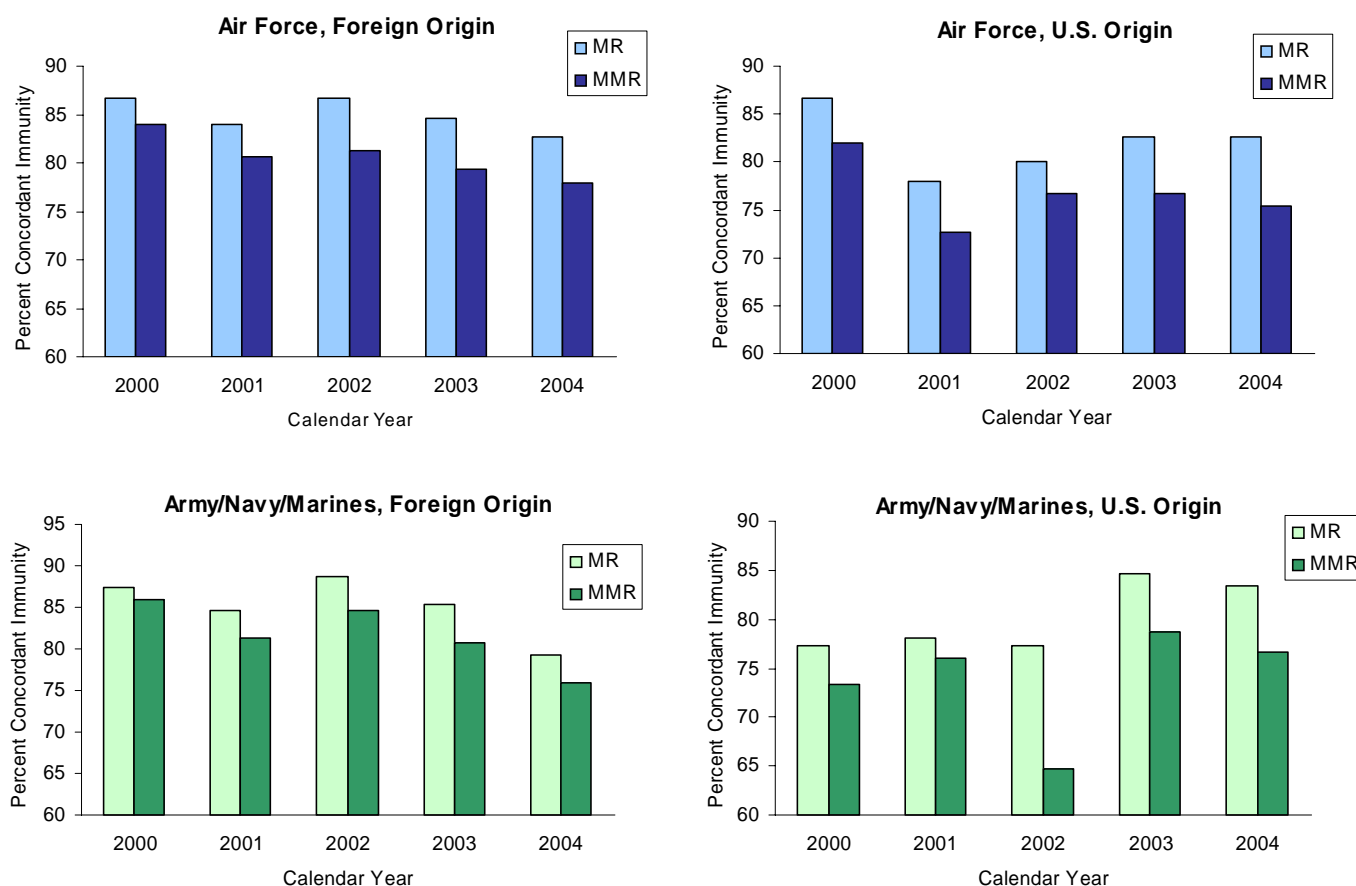 Air Force, Foreign Origin
MR
MMR
Percent Concordant Immunity
90
85
80
75
70
65
60
2000 2001 2002 2003 2004
Calendar Year
Air Force, U.S. Origin
MR
MMR
Percent Concordant Immunity
90
85
80
75
70
65
60
2000 2001 2002 2003 2004
Calendar Year
Army/Navy/Marines, Foreign Origin
MR
MMR
Percent Concordant Immunity
95
90
85
80
75
70
65
60
2000 2001 2002 2003 2004
Calendar Year
Army/Navy/Marines, U.S. Origin
MR
MMR
Percent Concordant Immunity
90
85
80
75
70
65
60
2000 2001 2002 2003 2004
Calendar Year